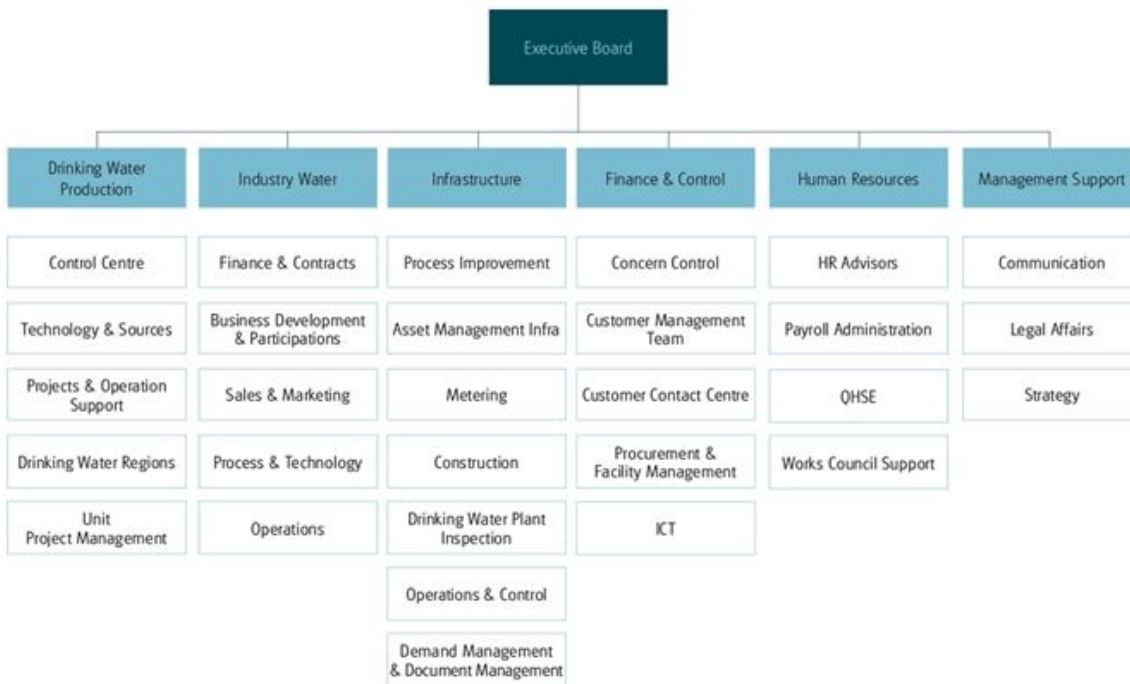 Executive Board
Drinking Water
Production
Industry Water
Infrastructure
Finance & Control
Human Resources
Management Support
Control Centre
Finance & Contracts
Process Improvement
Concern Control
HR Advisors
Communication
Technology & Sources
Business Development
& Participations
Asset Management Infra
Customer Management
Team
Payroll Administration
Legal Affairs
Projects & Operation
Support
Sales & Marketing
Metering
Customer Contact Centre
QHSE
Strategy
Drinking Water Regions
Process & Technology
Construction
Procurement &
Facility Management
Works Council Support
Unit
Project Management
Operations
Drinking Water Plant
Inspection
ICT
Operations & Control
Demand Management
& Document Management